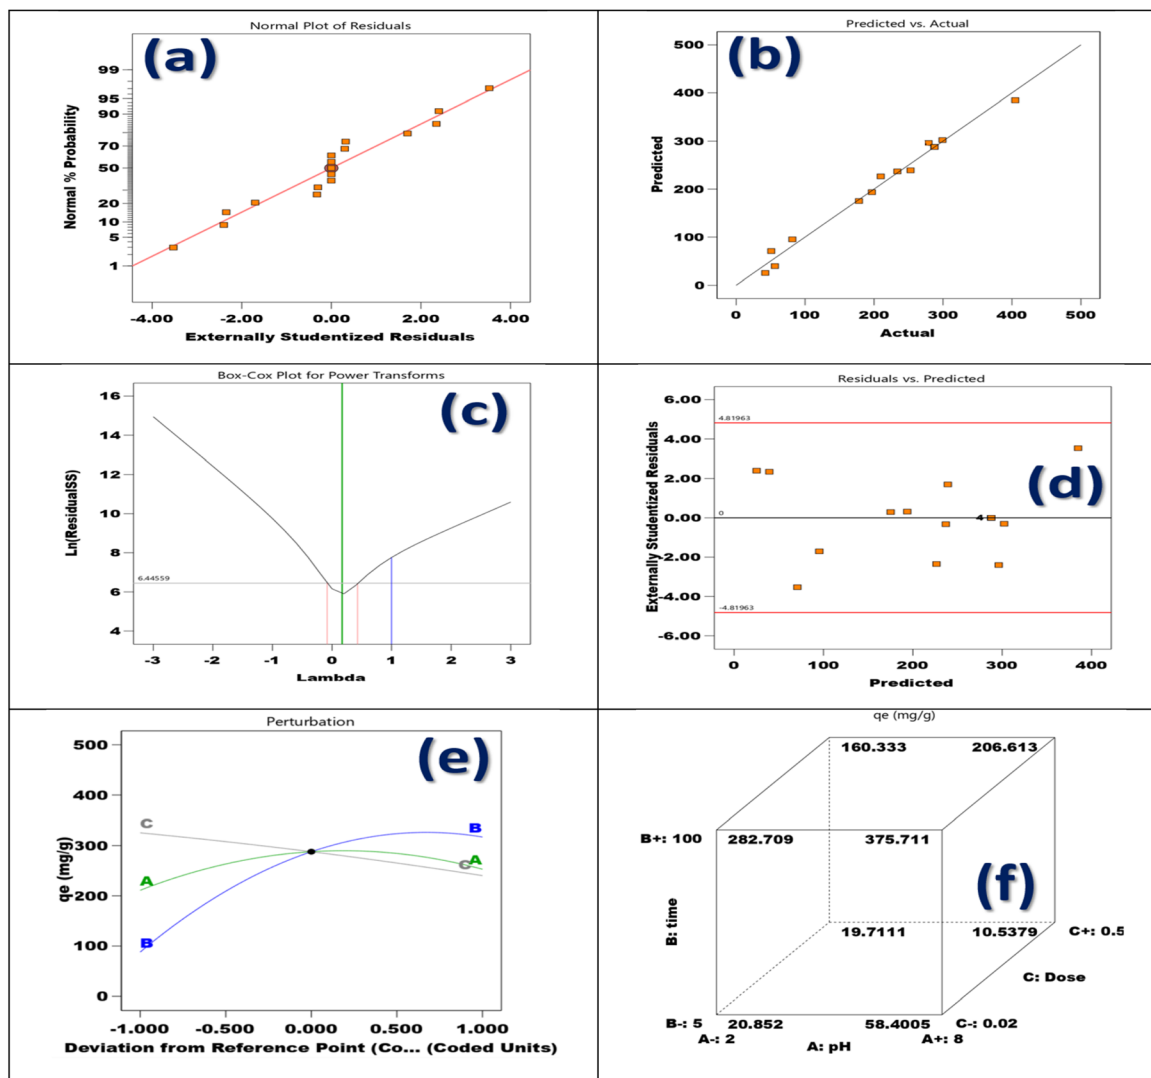 Normal Plot of Residuals
(a)
Normal % Probability
99
95
90
70
50
20
10
5
1
-4.00 -2.00 0.00 2.00 4.00
Externally Studentized Residuals
Predicted vs. Actual
(b)
Predicted
500
400
300
200
100
0
0 100 200 300 400 500
Actual
Box-Cox Plot for Power Transforms
(c)
Ln(ResidualSS)
16
14
12
10
8
6.44559
6
4
-3 -2 -1 0 1 2 3
Lambda
Residuals vs. Predicted
(d)
Externally Studentized Residuals
6.00
4.81963
4.00
2.00
0
0.00
4
-2.00
-4.00
-4.81963
-6.00
0 100 200 300 400
Predicted
Perturbation
(e)
qe (mg/g)
500
400
300
200
100
0
C
A
B
B
A
C
-1.000 -0.500 0.000 0.500 1.000
Deviation from Reference Point (Co... (Coded Units)
qe (mg/g)
160.333 206.613
B+: 100 282.709 375.711
(f)
B: time
19.7111 10.5379 C+: 0.5
C: Dose
B-: 5 20.852 58.4005 C-: 0.02
A-: 2 A: pH A+: 8